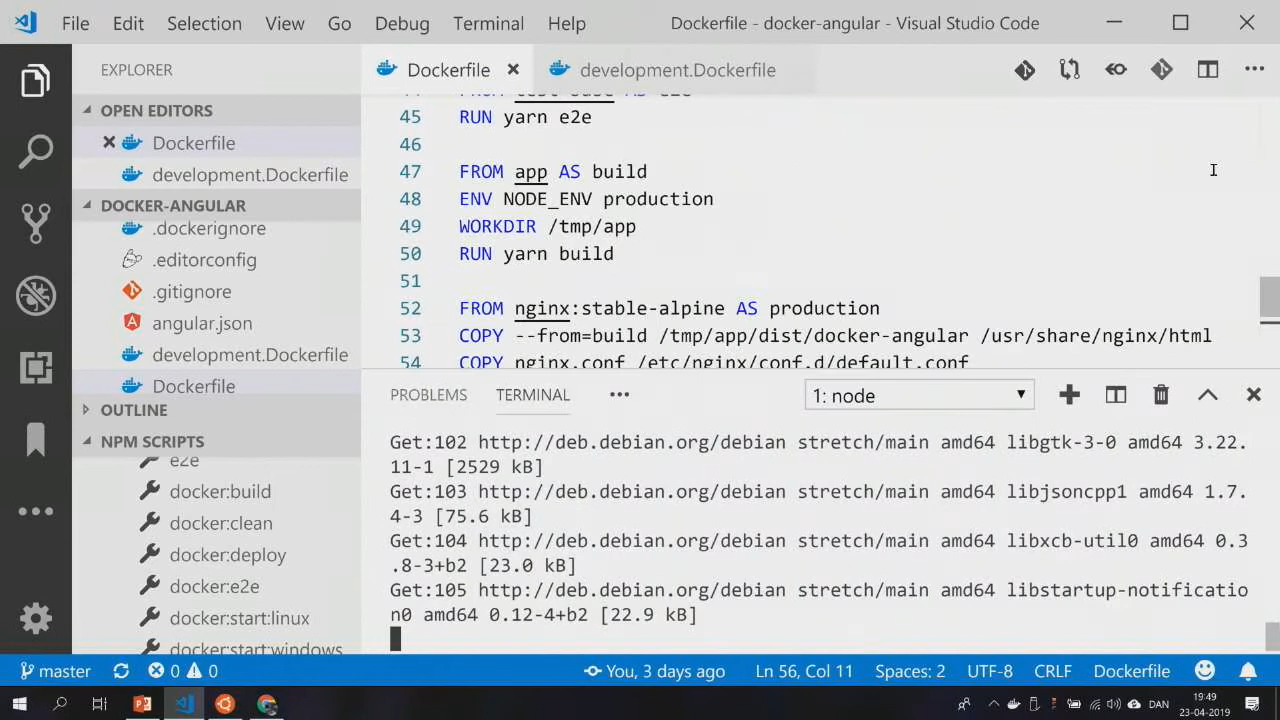 File Edit Selection View Go Debug Terminal Help Dockerfile - docker-angular - Visual Studio Code
EXPLORER
OPEN EDITORS
Dockerfile
development.Dockerfile
DOCKER-ANGULAR
.dockerignore
.editorconfig
.gitignore
angular.json
development.Dockerfile
Dockerfile
OUTLINE
NPM SCRIPTS
e2e
docker:build
docker:clean
docker:deploy
docker:e2e
docker:start:linux
docker:start:windows
Dockerfile development.Dockerfile
44 FROM test-base AS e2e
45 RUN yarn e2e
46
47 FROM app AS build
48 ENV NODE_ENV production
49 WORKDIR /tmp/app
50 RUN yarn build
51
52 FROM nginx:stable-alpine AS production
53 COPY --from=build /tmp/app/dist/docker-angular /usr/share/nginx/html
54 COPY nginx.conf /etc/nginx/conf.d/default.conf
PROBLEMS TERMINAL 1: node
Get:102 http://deb.debian.org/debian stretch/main amd64 libgtk-3-0 amd64 3.22.
11-1 [2529 kB]
Get:103 http://deb.debian.org/debian stretch/main amd64 libjsoncpp1 amd64 1.7.
4-3 [75.6 kB]
Get:104 http://deb.debian.org/debian stretch/main amd64 libxcb-util0 amd64 0.3
.8-3+b2 [23.0 kB]
Get:105 http://deb.debian.org/debian stretch/main amd64 libstartup-notificatio
n0 amd64 0.12-4+b2 [22.9 kB]
master 0 0 You, 3 days ago Ln 56, Col 11 Spaces: 2 UTF-8 CRLF Dockerfile
DAN 19:49
23-04-2019